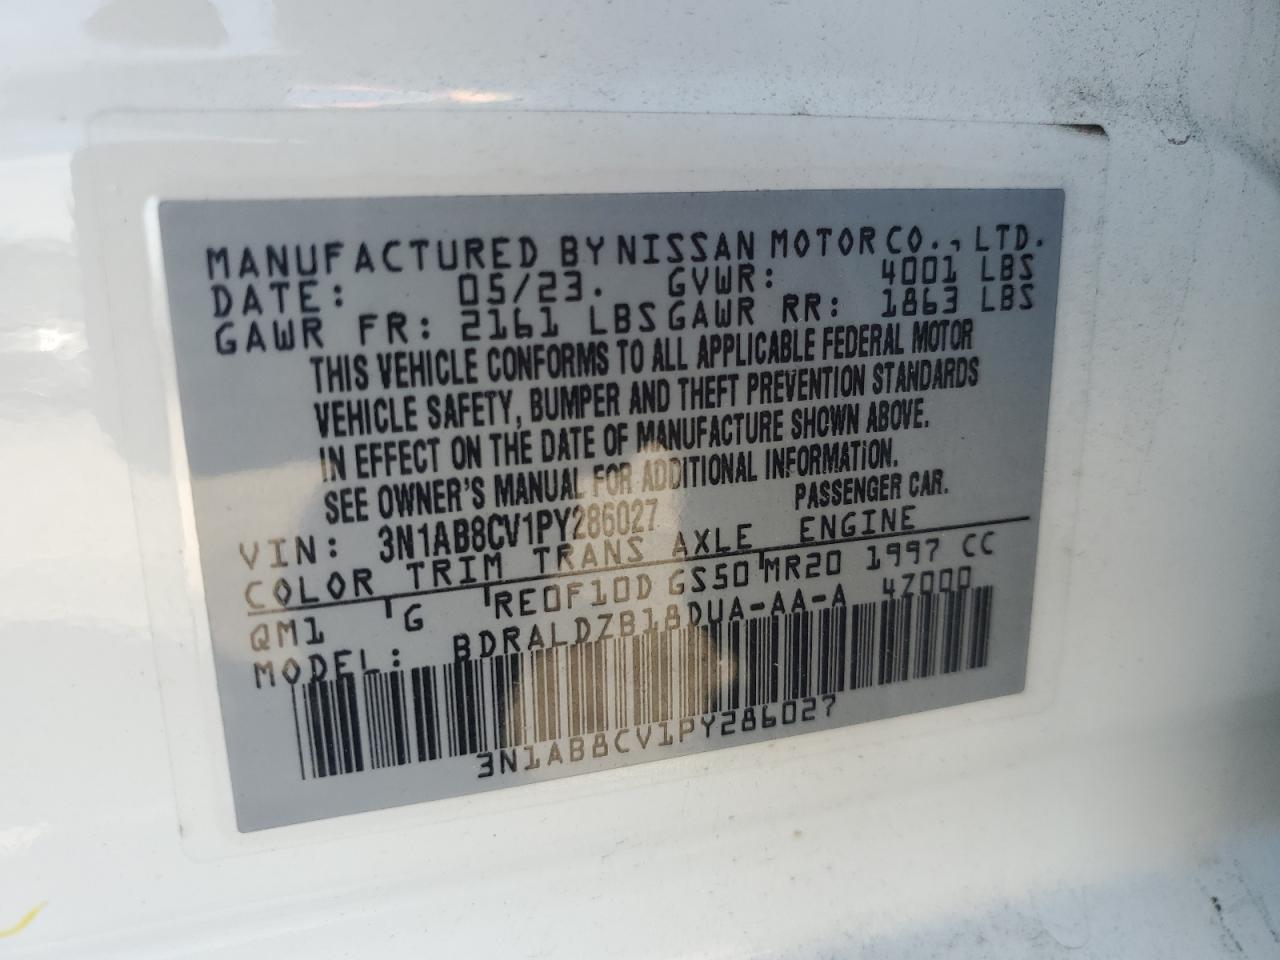 MANUFACTURED BY NISSAN MOTOR CO., LTD.
DATE: 05/23. GVWR: 4001 LBS
GAWR FR: 2161 LBS GAWR RR: 1863 LBS
THIS VEHICLE CONFORMS TO ALL APPLICABLE FEDERAL MOTOR
VEHICLE SAFETY, BUMPER AND THEFT PREVENTION STANDARDS
IN EFFECT ON THE DATE OF MANUFACTURE SHOWN ABOVE.
SEE OWNER'S MANUAL FOR ADDITIONAL INFORMATION.
VIN: 3N1AB8CV1PY286027 PASSENGER CAR.
COLOR TRIM TRANS AXLE ENGINE
QM1 G RE0F10D GS50 MR20 1997 CC
MODEL: BDRALDZB18DUA-AA-A 4Z000
3N1AB8CV1PY286027